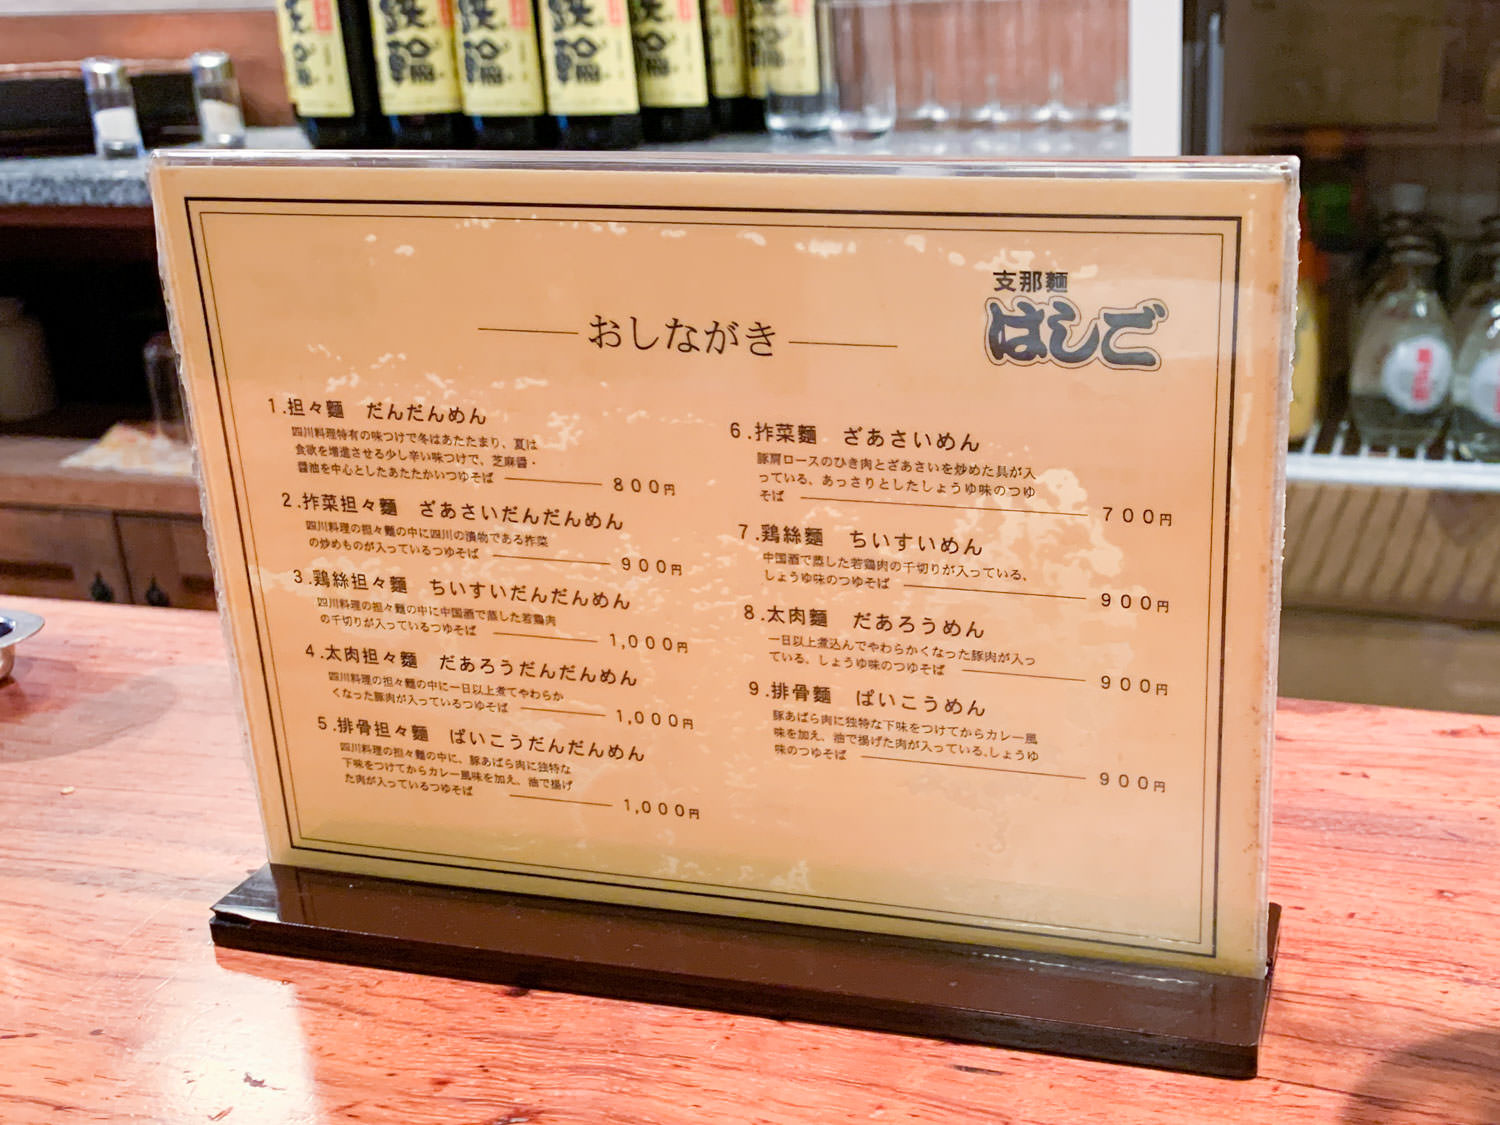 支那麺
はしご
おしながき
1.担々麺 だんだんめん
四川料理特有の味つけで冬はあたたまり、夏は
食欲を増進させる少し辛い味つけで、芝麻醤・
醤油を中心としたあたたかいつゆそば 800円
2.拃菜担々麺 ざあさいだんだんめん
四川料理の担々麺の中に四川の漬物である拃菜
の炒めものが入っているつゆそば 900円
3.鶏絲担々麺 ちいすいだんだんめん
四川料理の担々麺の中に中国酒で蒸した若鶏肉
の千切りが入っているつゆそば 1,000円
4.太肉担々麺 だあろうだんだんめん
四川料理の担々麺の中に一日以上煮てやわらか
くなった豚肉が入っているつゆそば 1,000円
5.排骨担々麺 ぱいこうだんだんめん
四川料理の担々麺の中に、豚あばら肉に独特な
下味をつけてからカレー風味を加え、油で揚げ
た肉が入っているつゆそば 1,000円
6.拃菜麺 ざあさいめん
豚肩ロースのひき肉とざあさいを炒めた具が入
っている、あっさりとしたしょうゆ味のつゆ
そば 700円
7.鶏絲麺 ちいすいめん
中国酒で蒸した若鶏肉の千切りが入っている、
しょうゆ味のつゆそば 900円
8.太肉麺 だあろうめん
一日以上煮込んでやわらかくなった豚肉が入っ
ている、しょうゆ味のつゆそば 900円
9.排骨麺 ぱいこうめん
豚あばら肉に独特な下味をつけてからカレー風
味を加え、油で揚げた肉が入っている、しょうゆ
味のつゆそば 900円